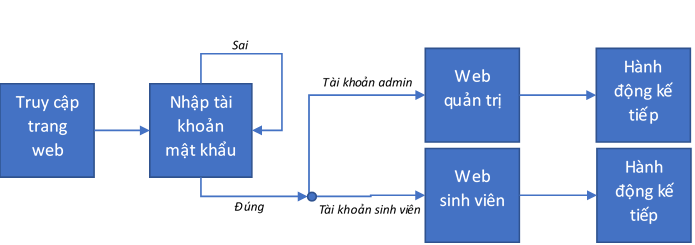 Sai
Truy cập
trang
web
Nhập tài
khoản
mật khẩu
Đúng
Tài khoản admin
Web
quản trị
Hành
động kế
tiếp
Tài khoản sinh viên
Web
sinh viên
Hành
động kế
tiếp